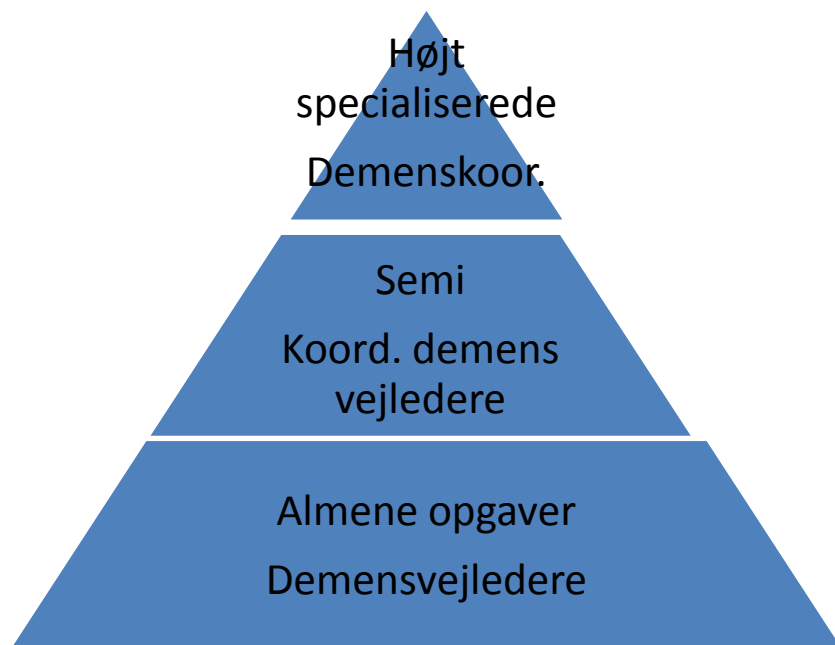 Højt
specialiserede
Demenskoor.
Semi
Koord. demens
vejledere
Almene opgaver
Demensvejledere